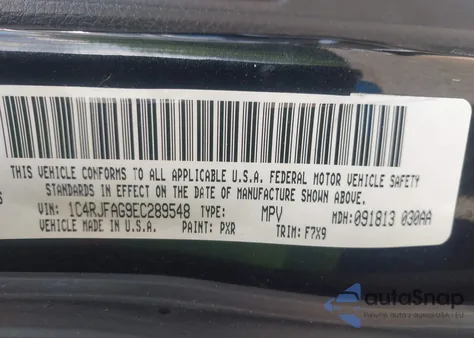 THIS VEHICLE CONFORMS TO ALL APPLICABLE U.S.A. FEDERAL MOTOR VEHICLE SAFETY
STANDARDS IN EFFECT ON THE DATE OF MANUFACTURE SHOWN ABOVE.
VIN: 1C4RJFAG9EC289548 TYPE: MPV MDH: 091813 030AA
VEHICLE MADE IN U.S.A. PAINT: PXR TRIM: F7X9
autoSnap